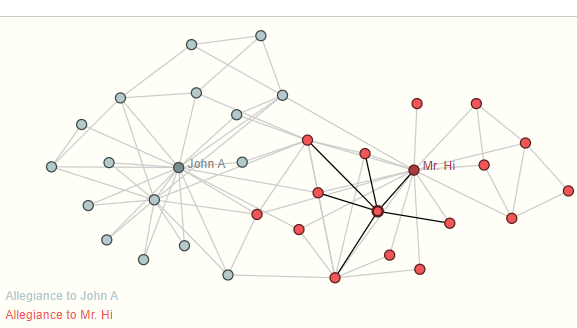 John A
Mr. Hi
Allegiance to John A
Allegiance to Mr. Hi